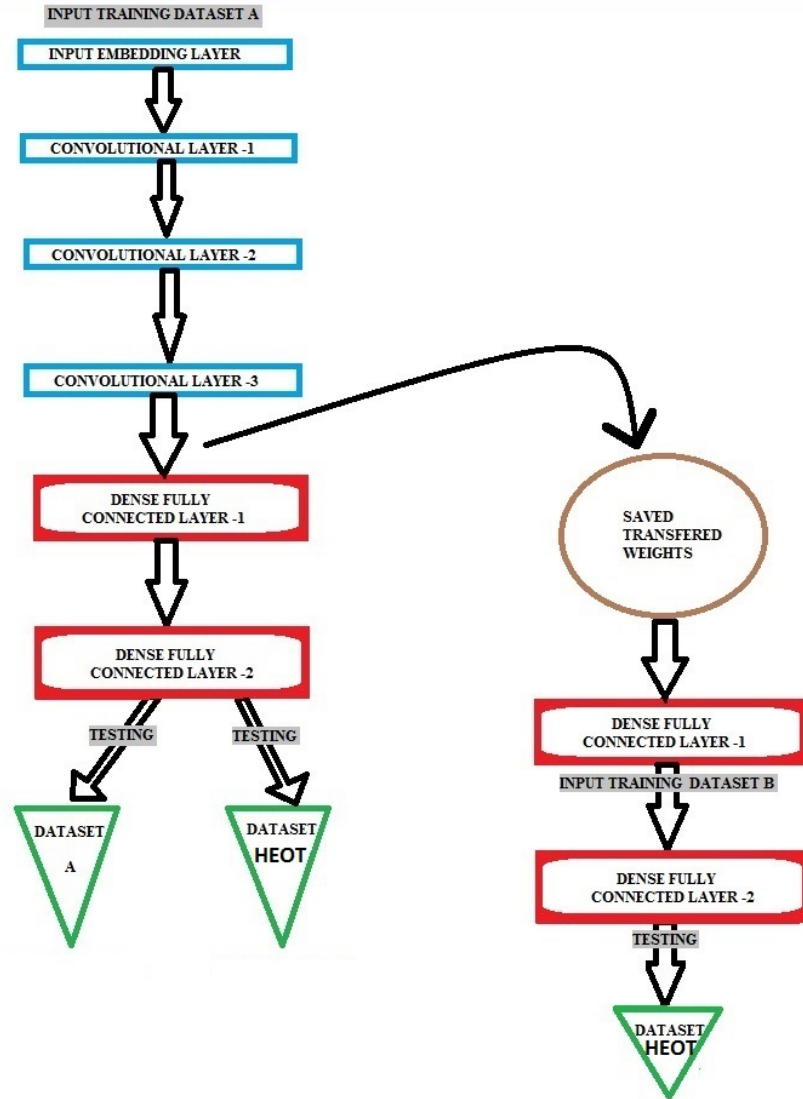 INPUT TRAINING DATASET A
INPUT EMBEDDING LAYER
CONVOLUTIONAL LAYER -1
CONVOLUTIONAL LAYER -2
CONVOLUTIONAL LAYER -3
DENSE FULLY
CONNECTED LAYER -1
DENSE FULLY
CONNECTED LAYER -2
TESTING
TESTING
DATASET
A
DATASET
HEOT
SAVED
TRANSFERED
WEIGHTS
DENSE FULLY
CONNECTED LAYER -1
INPUT TRAINING DATASET B
DENSE FULLY
CONNECTED LAYER -2
TESTING
DATASET
HEOT